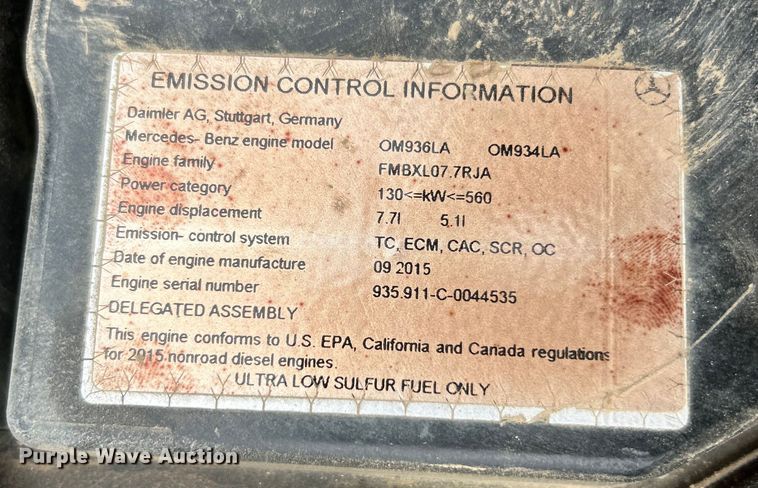 EMISSION CONTROL INFORMATION
Daimler AG, Stuttgart, Germany
Mercedes- Benz engine model OM936LA OM934LA
Engine family FMBXL07.7RJA
Power category 130<=kW<=560
Engine displacement 7.7l 5.1l
Emission- control system TC, ECM, CAC, SCR, OC
Date of engine manufacture 09 2015
Engine serial number 935.911-C-0044535
DELEGATED ASSEMBLY
This engine conforms to U.S. EPA, California and Canada regulations
for 2015 nonroad diesel engines.
ULTRA LOW SULFUR FUEL ONLY
Purple Wave Auction